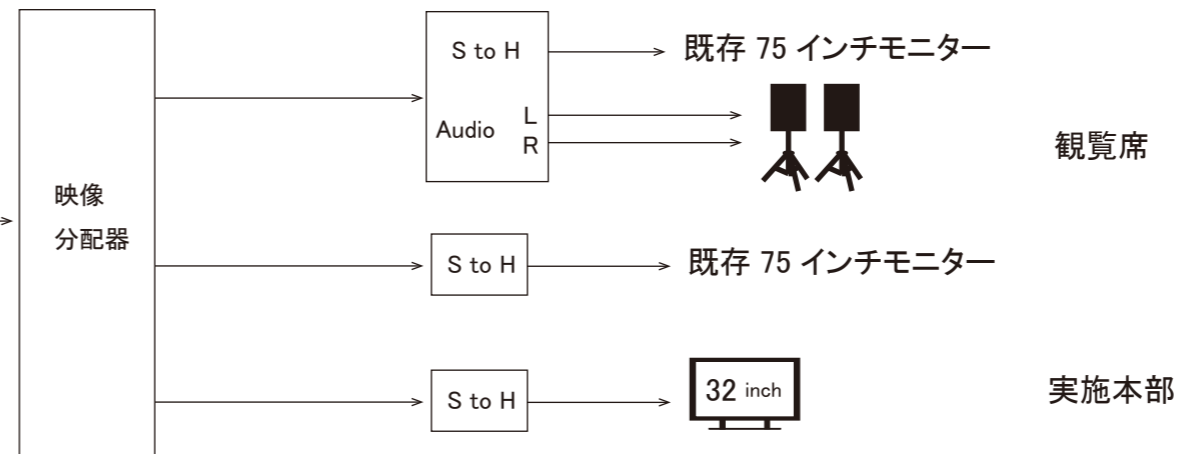 映像
分配器
S to H
Audio
L
R
既存 75 インチモニター
観覧席
S to H
既存 75 インチモニター
S to H
32 inch
実施本部